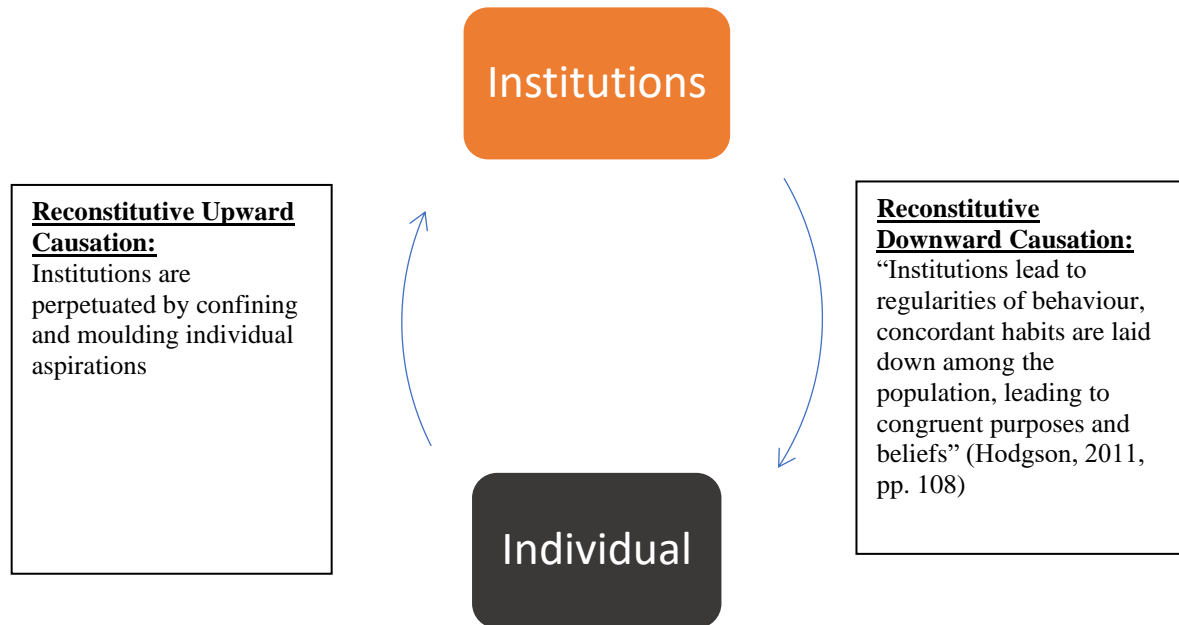 Institutions
Reconstitutive Upward
Causation:
Institutions are
perpetuated by confining
and moulding individual
aspirations
Reconstitutive
Downward Causation:
“Institutions lead to
regularities of behaviour,
concordant habits are laid
down among the
population, leading to
congruent purposes and
beliefs” (Hodgson, 2011,
pp. 108)
Individual